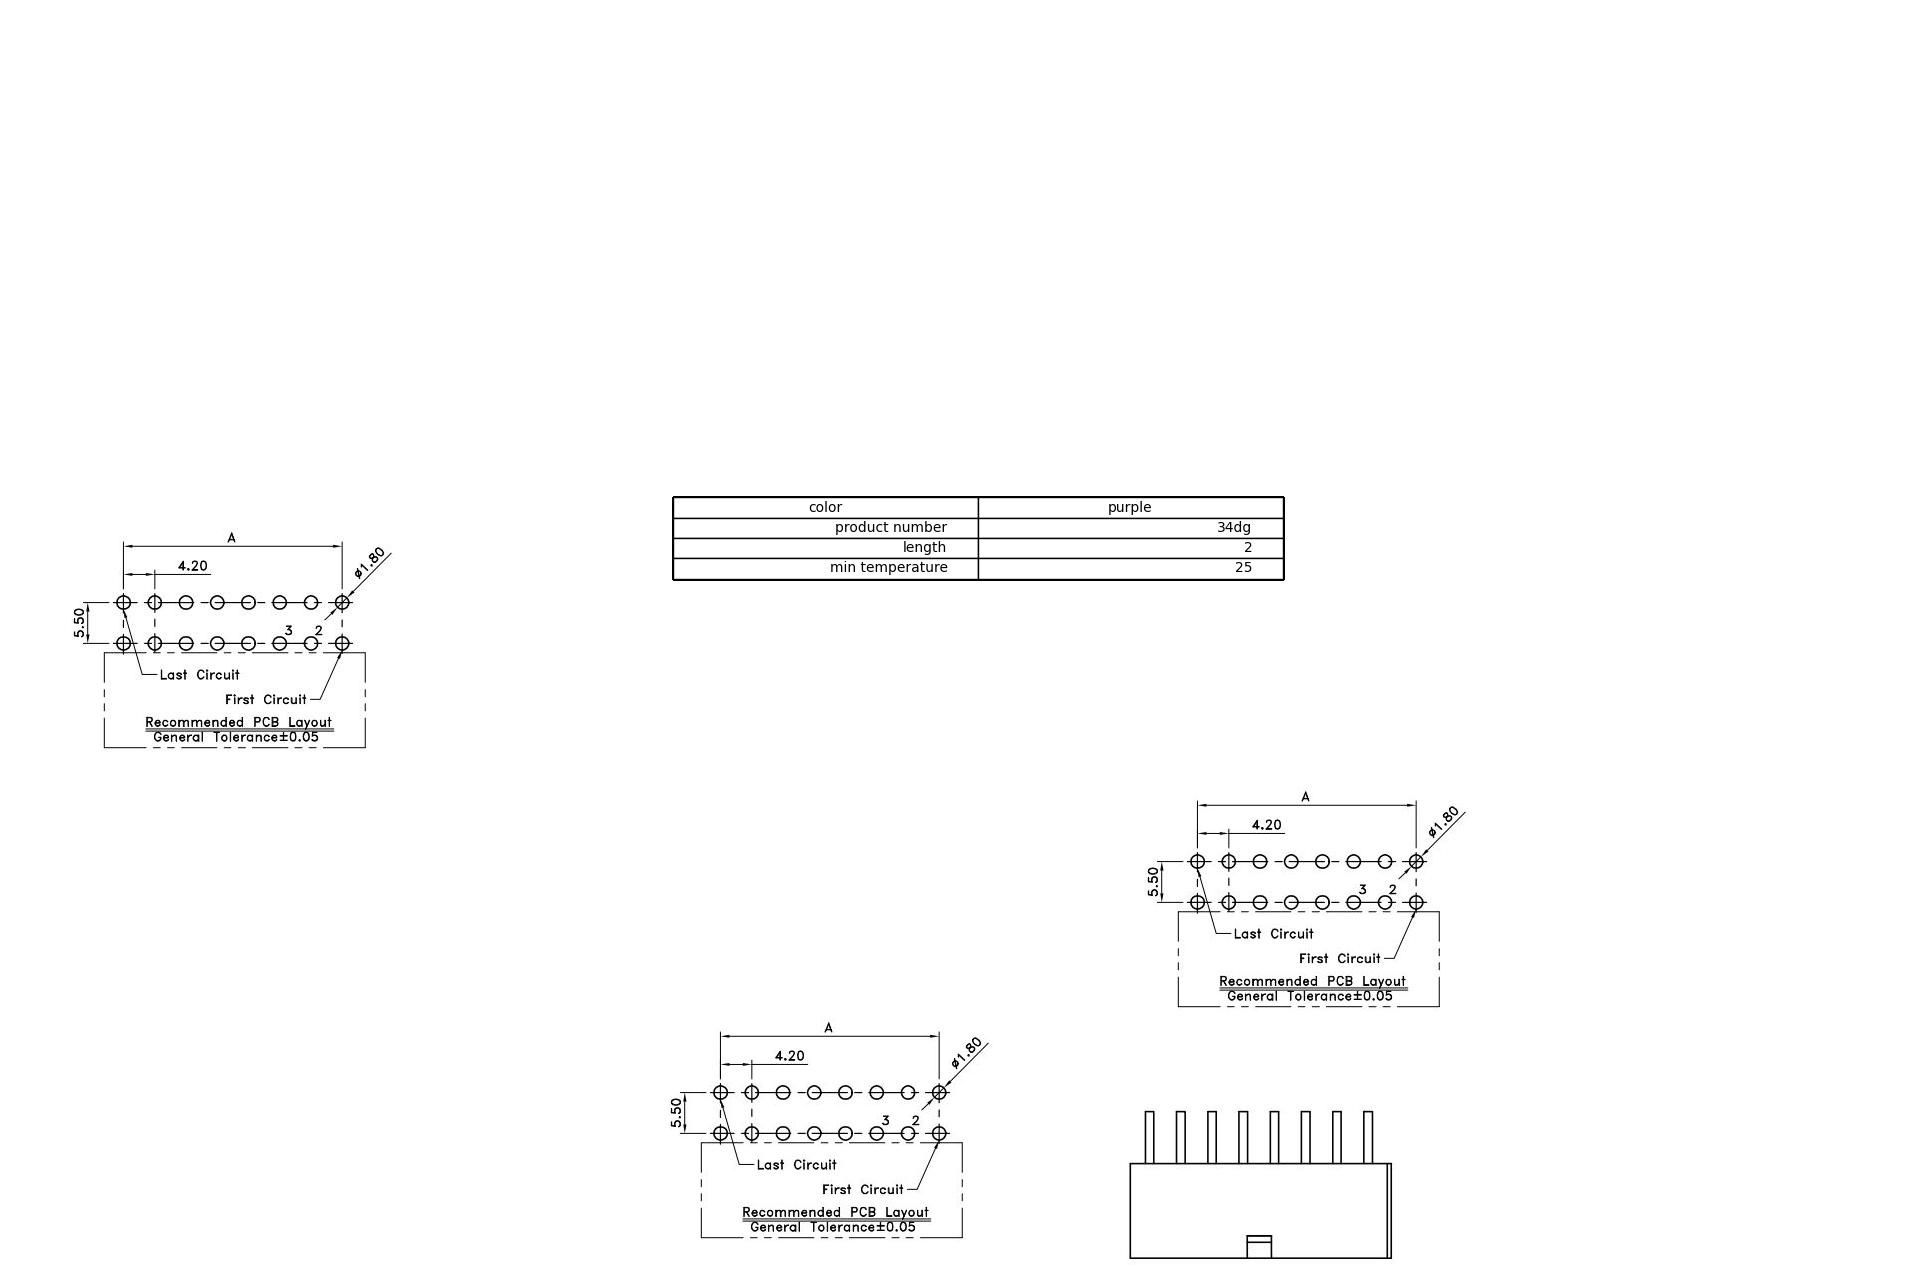 color purple
product number 34dg
length 2
min temperature 25
A
4.20
ø1.80
5.50
3 2
Last Circuit
First Circuit
Recommended PCB Layout
General Tolerance±0.05
A
4.20
ø1.80
5.50
3 2
Last Circuit
First Circuit
Recommended PCB Layout
General Tolerance±0.05
A
4.20
ø1.80
5.50
3 2
Last Circuit
First Circuit
Recommended PCB Layout
General Tolerance±0.05